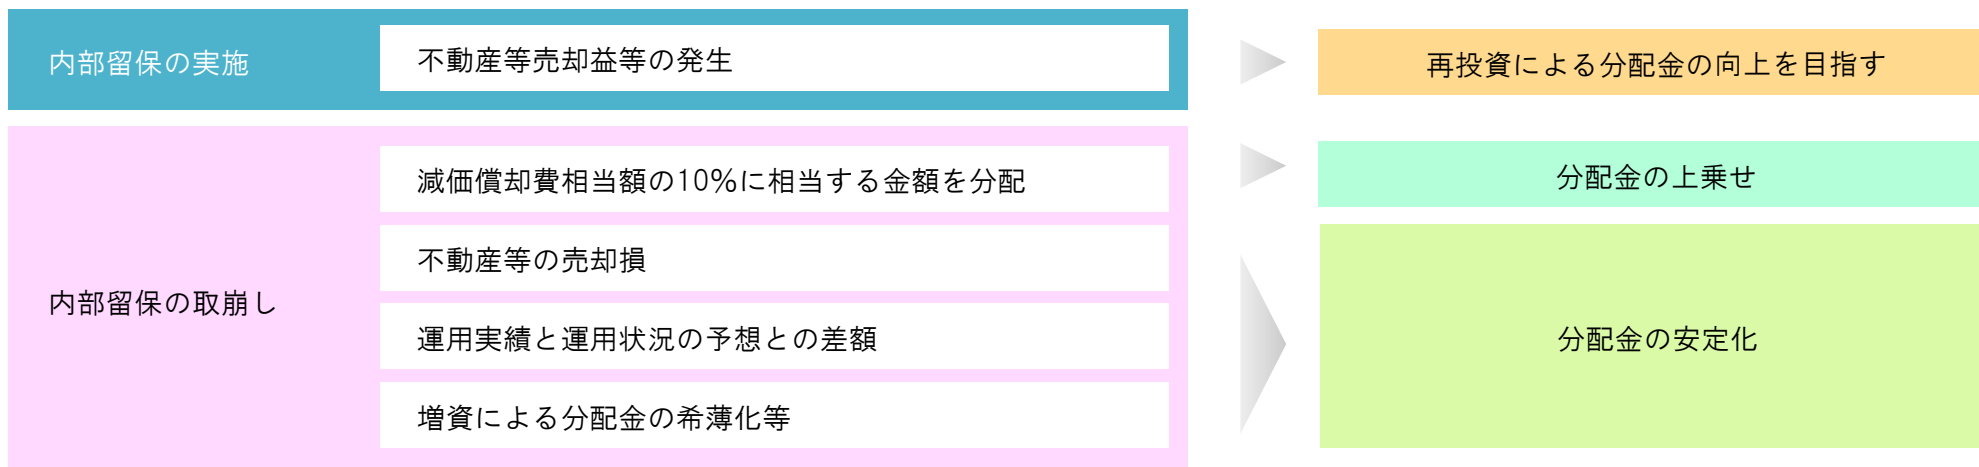 内部留保の実施
不動産等売却益等の発生
再投資による分配金の向上を目指す
内部留保の取崩し
減価償却費相当額の10%に相当する金額を分配
分配金の上乗せ
不動産等の売却損
運用実績と運用状況の予想との差額
増資による分配金の希薄化等
分配金の安定化